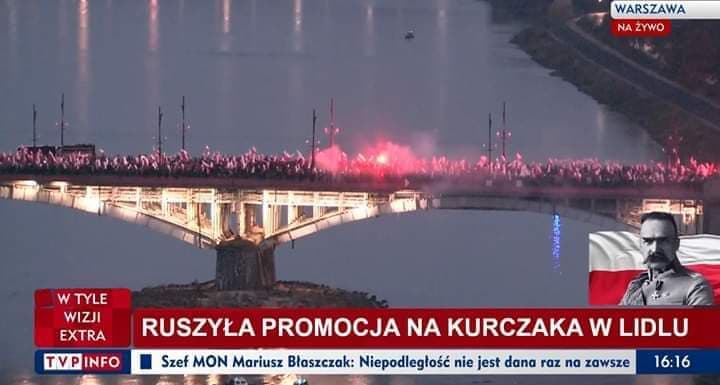 WARSZAWA
NA ŻYWO
W TYLE
WIZJI
EXTRA
RUSZYŁA PROMOCJA NA KURCZAKA W LIDLU
TVP INFO
Szef MON Mariusz Błaszczak: Niepodległość nie jest dana raz na zawsze
16:16